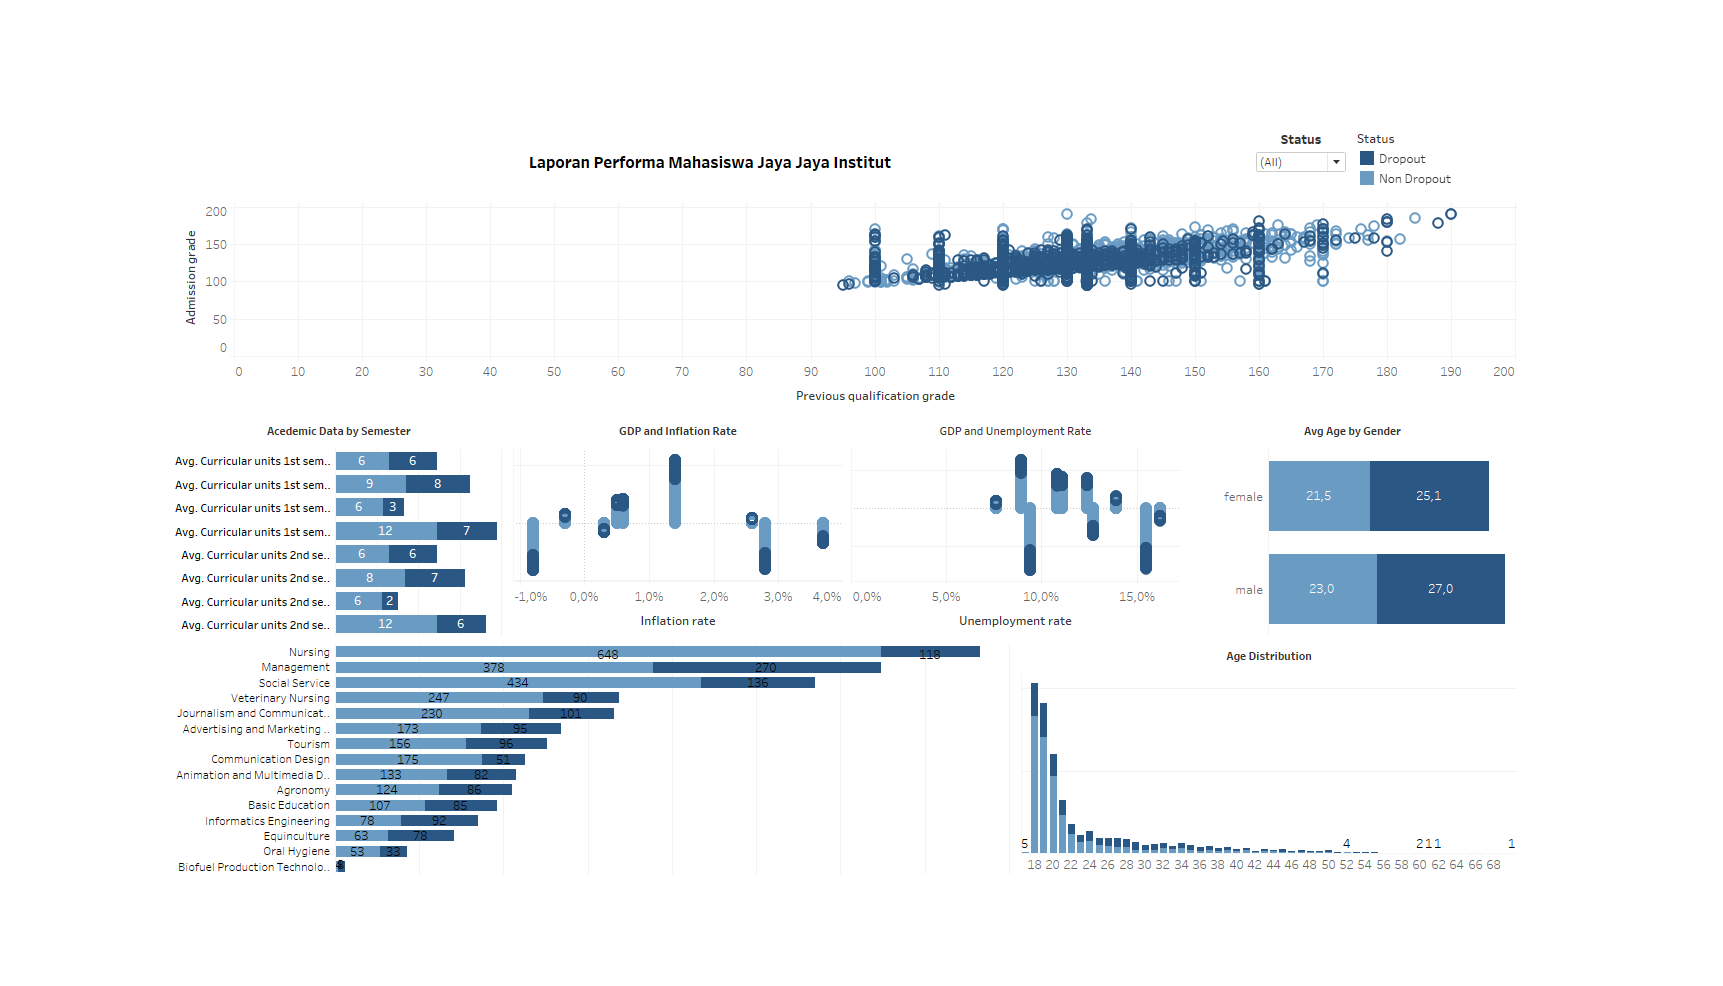 Status
Status
Laporan Performa Mahasiswa Jaya Jaya Institut
(All)
Dropout
Non Dropout
Admission grade
200
150
100
50
0
0 10 20 30 40 50 60 70 80 90 100 110 120 130 140 150 160 170 180 190 200
Previous qualification grade
Acedemic Data by Semester
Avg. Curricular units 1st sem.. 6 6
Avg. Curricular units 1st sem.. 9 8
Avg. Curricular units 1st sem.. 6 3
Avg. Curricular units 1st sem.. 12 7
Avg. Curricular units 2nd se.. 6 6
Avg. Curricular units 2nd se.. 8 7
Avg. Curricular units 2nd se.. 6 2
Avg. Curricular units 2nd se.. 12 6
GDP and Inflation Rate
-1,0% 0,0% 1,0% 2,0% 3,0% 4,0%
Inflation rate
GDP and Unemployment Rate
0,0% 5,0% 10,0% 15,0%
Unemployment rate
Avg Age by Gender
female 21,5 25,1
male 23,0 27,0
Nursing 648 118
Management 378 270
Social Service 434 136
Veterinary Nursing 247 90
Journalism and Communicat.. 230 101
Advertising and Marketing .. 173 95
Tourism 156 96
Communication Design 175 51
Animation and Multimedia D.. 133 82
Agronomy 124 86
Basic Education 107 85
Informatics Engineering 78 92
Equinculture 63 78
Oral Hygiene 53 33
Biofuel Production Technolo..
Age Distribution
5 4 2 1 1 1
18 20 22 24 26 28 30 32 34 36 38 40 42 44 46 48 50 52 54 56 58 60 62 64 66 68